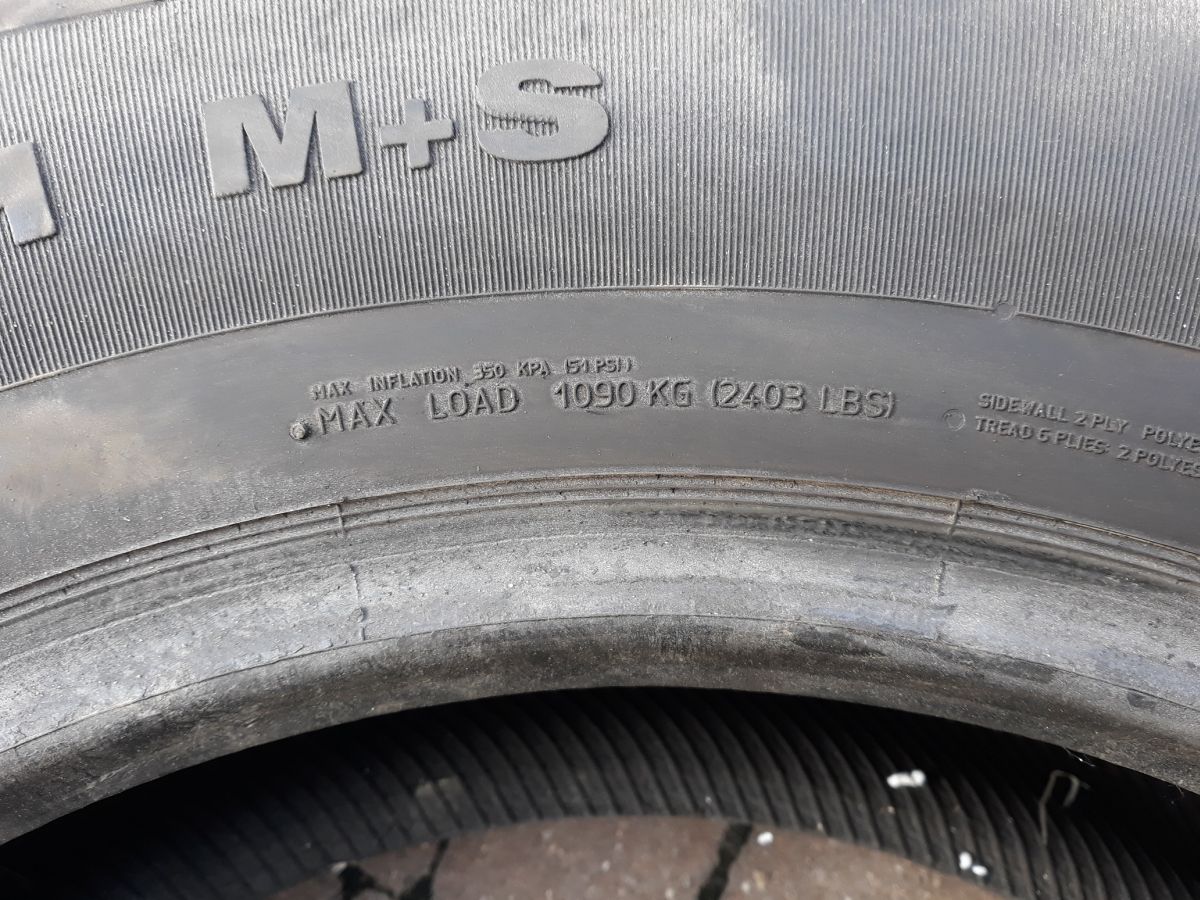 M+S
MAX INFLATION 350 KPA (51 PSI)
MAX LOAD 1090 KG (2403 LBS)
SIDEWALL 2 PLY
TREAD 6 PLIES: 2